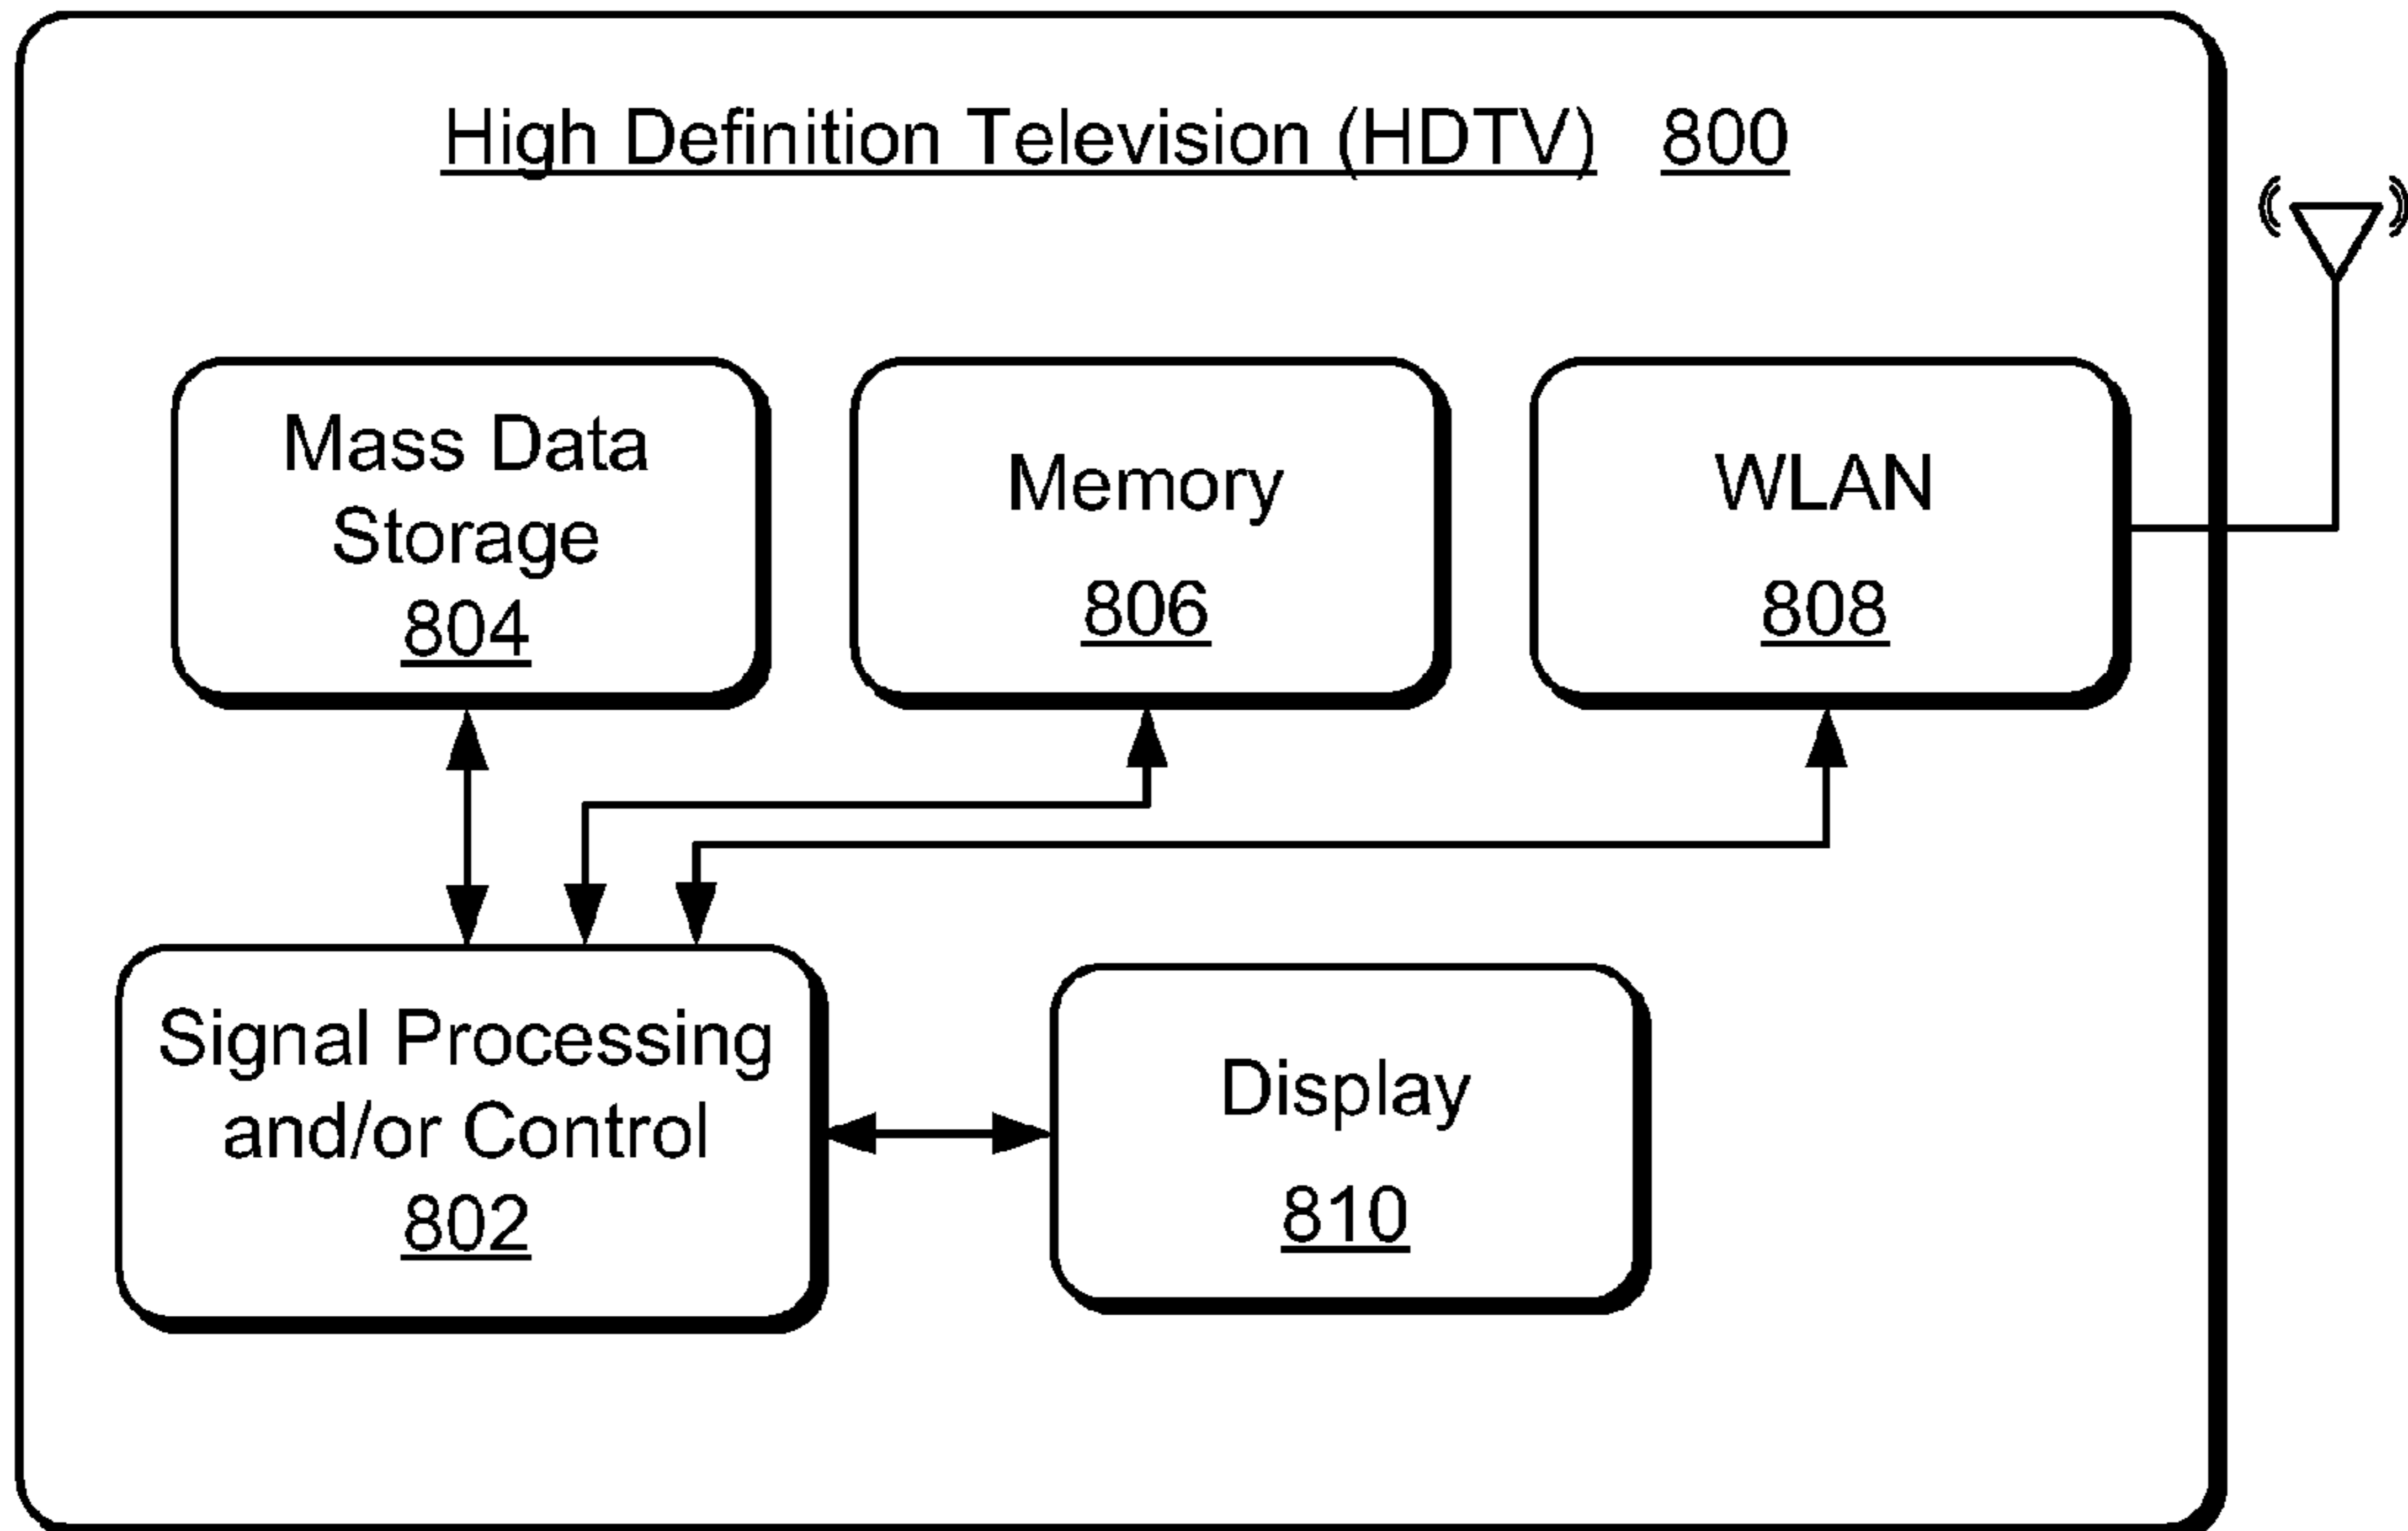 High Definition Television (HDTV) 800
Mass Data
Storage
804
Memory
806
WLAN
808
Signal Processing
and/or Control
802
Display
810